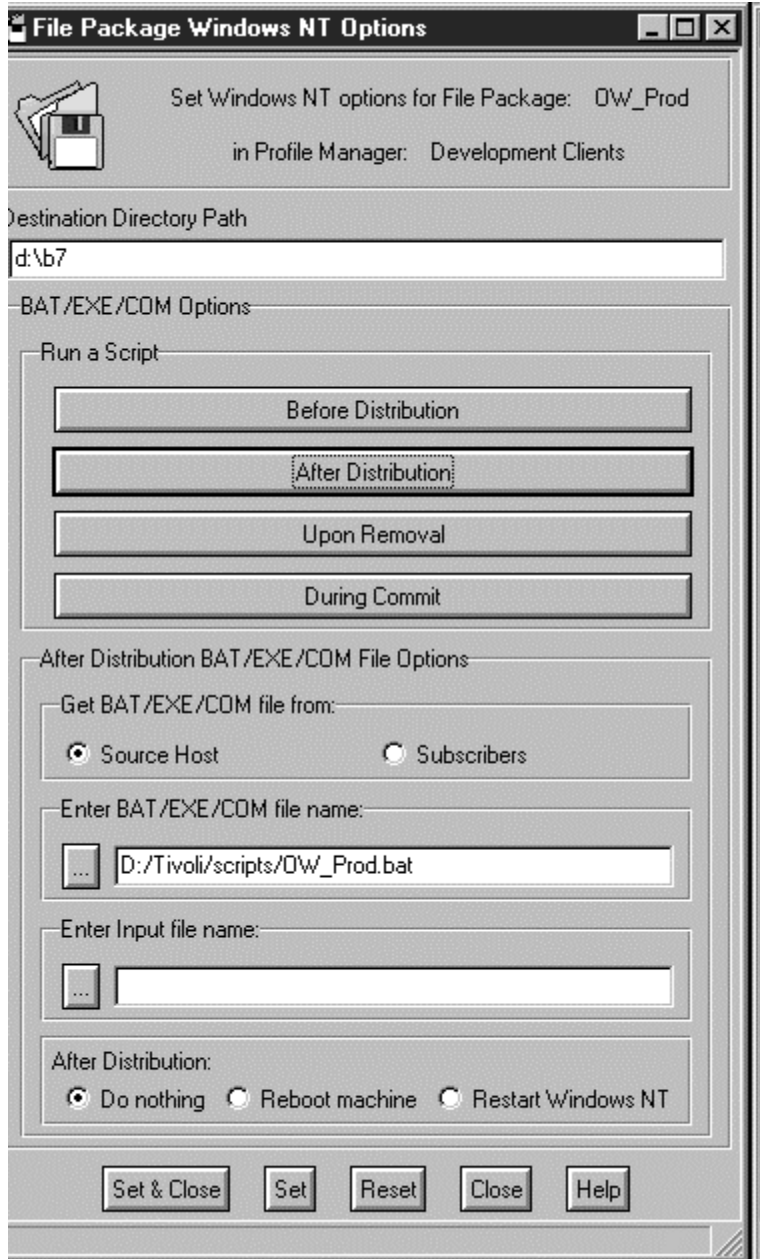 File Package Windows NT Options
Set Windows NT options for File Package: OW_Prod
in Profile Manager: Development Clients
Destination Directory Path
d:\b7
BAT/EXE/COM Options
Run a Script
Before Distribution
After Distribution
Upon Removal
During Commit
After Distribution BAT/EXE/COM File Options
Get BAT/EXE/COM file from:
Source Host Subscribers
Enter BAT/EXE/COM file name:
... D:/Tivoli/scripts/OW_Prod.bat
Enter Input file name:
...
After Distribution:
Do nothing Reboot machine Restart Windows NT
Set & Close Set Reset Close Help